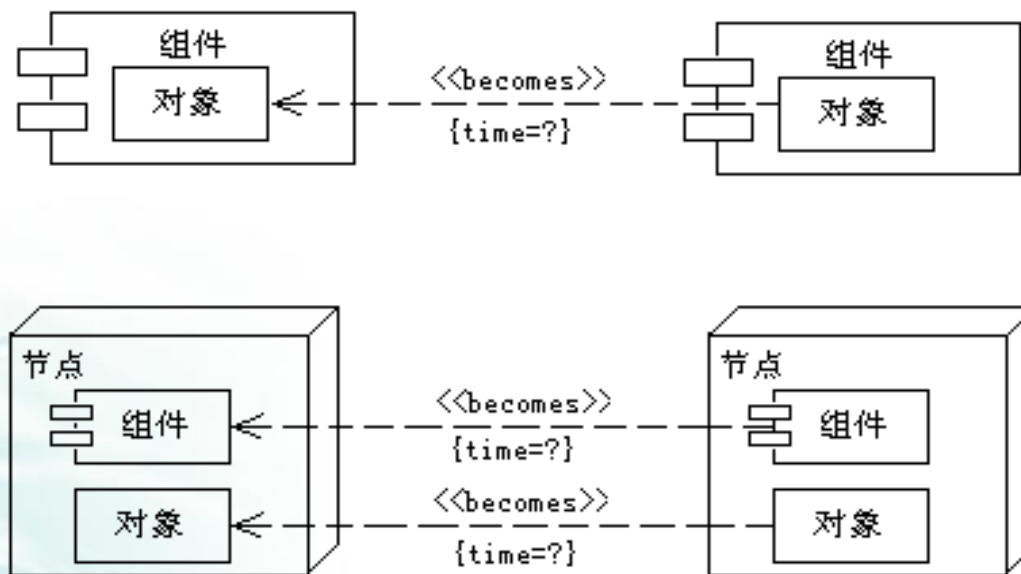 组件
组件
对象
<<becomes>>
对象
{time=?}
节点
节点
组件
<<becomes>>
组件
{time=?}
对象
<<becomes>>
对象
{time=?}